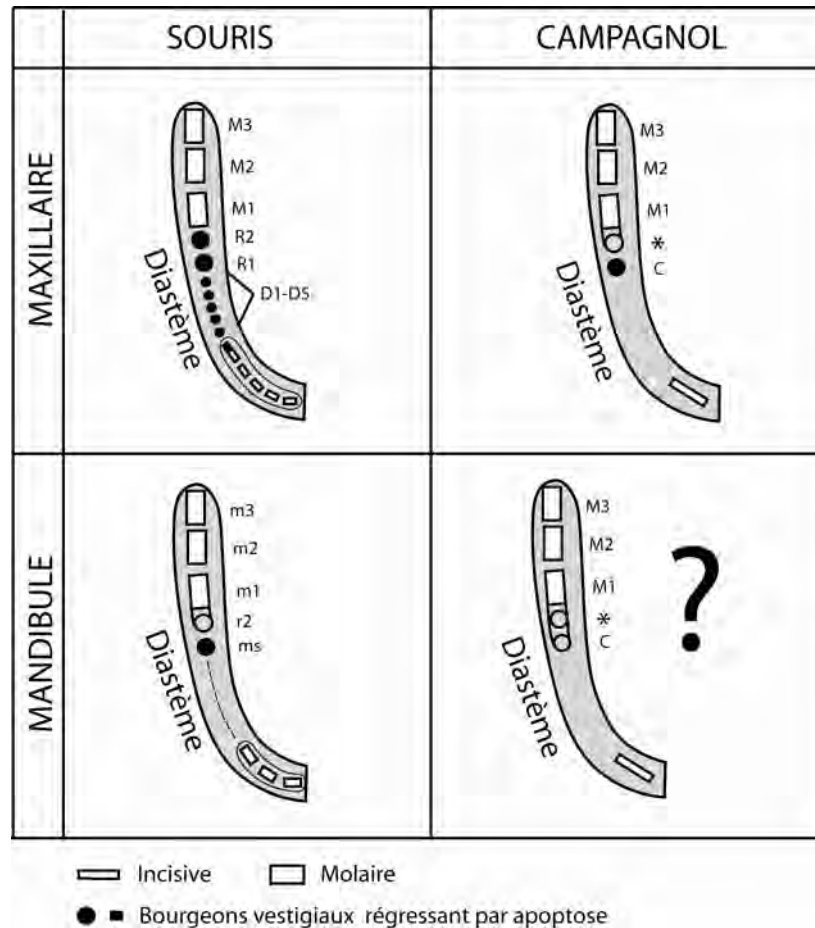 SOURIS
CAMPAGNOL
MAXILLAIRE
M3
M2
M1
R2
R1
D1-D5
Diastème
M3
M2
M1
*
C
Diastème
MANDIBULE
m3
m2
m1
r2
ms
Diastème
M3
M2
M1
*
C
?
Diastème
Incisive Molaire
Bourgeons vestigiaux régressant par apoptose